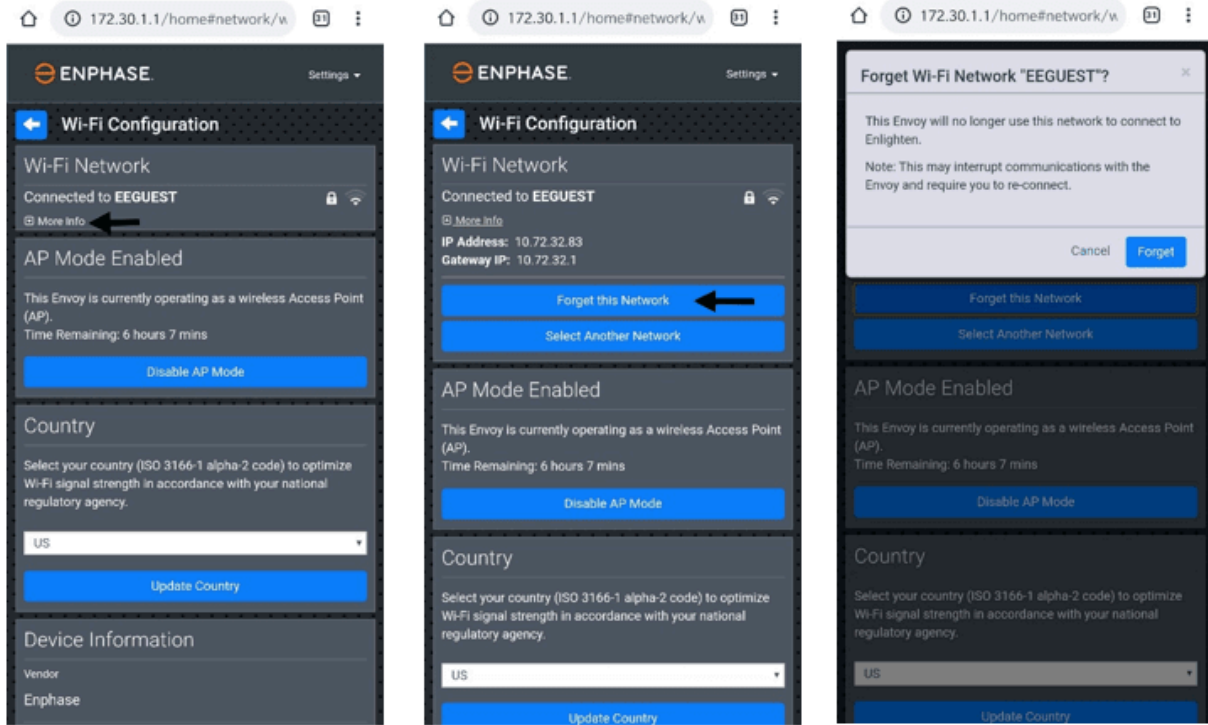 172.30.1.1/home#network/w
31
ENPHASE
Settings
Wi-Fi Configuration
Wi-Fi Network
Connected to EEGUEST
More Info
AP Mode Enabled
This Envoy is currently operating as a wireless Access Point
(AP).
Time Remaining: 6 hours 7 mins
Disable AP Mode
Country
Select your country (ISO 3166-1 alpha-2 code) to optimize
Wi-Fi signal strength in accordance with your national
regulatory agency.
US
Update Country
Device Information
Vendor
Enphase
172.30.1.1/home#network/w
31
ENPHASE
Settings
Wi-Fi Configuration
Wi-Fi Network
Connected to EEGUEST
More Info
IP Address: 10.72.32.83
Gateway IP: 10.72.32.1
Forget this Network
Select Another Network
AP Mode Enabled
This Envoy is currently operating as a wireless Access Point
(AP).
Time Remaining: 6 hours 7 mins
Disable AP Mode
Country
Select your country (ISO 3166-1 alpha-2 code) to optimize
Wi-Fi signal strength in accordance with your national
regulatory agency.
US
Update Country
172.30.1.1/home#network/w
31
Forget Wi-Fi Network "EEGUEST"?
×
This Envoy will no longer use this network to connect to
Enlighten.
Note: This may interrupt communications with the
Envoy and require you to re-connect.
Cancel Forget
Forget this Network
Select Another Network
AP Mode Enabled
This Envoy is currently operating as a wireless Access Point
(AP).
Time Remaining: 6 hours 7 mins
Disable AP Mode
Country
Select your country (ISO 3166-1 alpha-2 code) to optimize
Wi-Fi signal strength in accordance with your national
regulatory agency.
US
Update Country